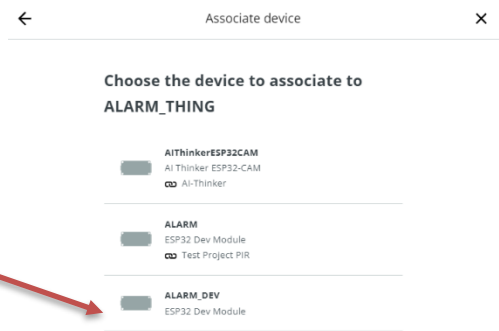 Associate device
Choose the device to associate to
ALARM_THING
AIThinkerESP32CAM
AI Thinker ESP32-CAM
AI-Thinker
ALARM
ESP32 Dev Module
Test Project PIR
ALARM_DEV
ESP32 Dev Module